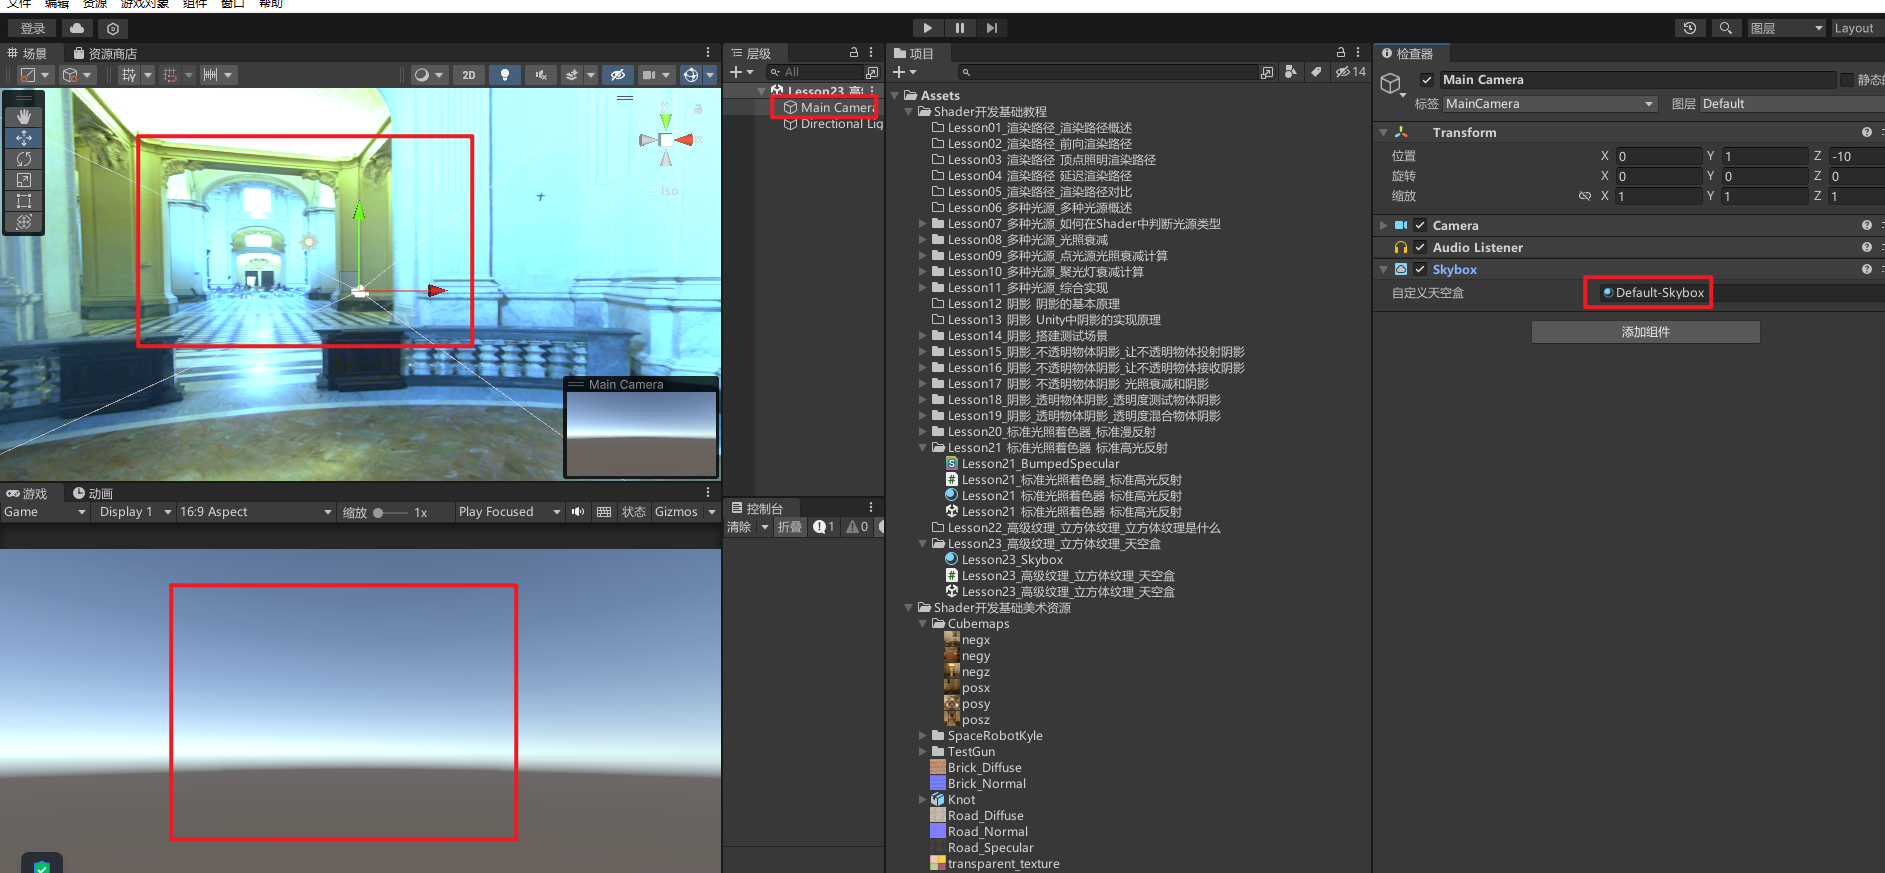 文件 编辑 资源 游戏对象 组件 窗口 帮助
登录
图层
Layout
场景 资源商店
2D
Iso
Main Camera
游戏 动画
Game Display 1 16:9 Aspect 缩放 1x Play Focused 状态 Gizmos
层级
All
Lesson23_高
Main Camera
Directional Lig
控制台
清除 折叠 1 0
项目
14
Assets
Shader开发基础教程
Lesson01_渲染路径_渲染路径概述
Lesson02_渲染路径_前向渲染路径
Lesson03_渲染路径_顶点照明渲染路径
Lesson04_渲染路径_延迟渲染路径
Lesson05_渲染路径_渲染路径对比
Lesson06_多种光源_多种光源概述
Lesson07_多种光源_如何在Shader中判断光源类型
Lesson08_多种光源_光照衰减
Lesson09_多种光源_点光源光照衰减计算
Lesson10_多种光源_聚光灯衰减计算
Lesson11_多种光源_综合实现
Lesson12_阴影_阴影的基本原理
Lesson13_阴影_Unity中阴影的实现原理
Lesson14_阴影_搭建测试场景
Lesson15_阴影_不透明物体阴影_让不透明物体投射阴影
Lesson16_阴影_不透明物体阴影_让不透明物体接收阴影
Lesson17_阴影_不透明物体阴影_光照衰减和阴影
Lesson18_阴影_透明物体阴影_透明度测试物体阴影
Lesson19_阴影_透明物体阴影_透明度混合物体阴影
Lesson20_标准光照着色器_标准漫反射
Lesson21_标准光照着色器_标准高光反射
Lesson21_BumpedSpecular
Lesson21_标准光照着色器_标准高光反射
Lesson21_标准光照着色器_标准高光反射
Lesson21_标准光照着色器_标准高光反射
Lesson22_高级纹理_立方体纹理_立方体纹理是什么
Lesson23_高级纹理_立方体纹理_天空盒
Lesson23_Skybox
Lesson23_高级纹理_立方体纹理_天空盒
Lesson23_高级纹理_立方体纹理_天空盒
Shader开发基础美术资源
Cubemaps
negx
negy
negz
posx
posy
posz
SpaceRobotKyle
TestGun
Brick_Diffuse
Brick_Normal
Knot
Road_Diffuse
Road_Normal
Road_Specular
transparent_texture
检查器
Main Camera 静态的
标签 MainCamera 图层 Default
Transform
位置 X 0 Y 1 Z -10
旋转 X 0 Y 0 Z 0
缩放 X 1 Y 1 Z 1
Camera
Audio Listener
Skybox
自定义天空盒 Default-Skybox
添加组件